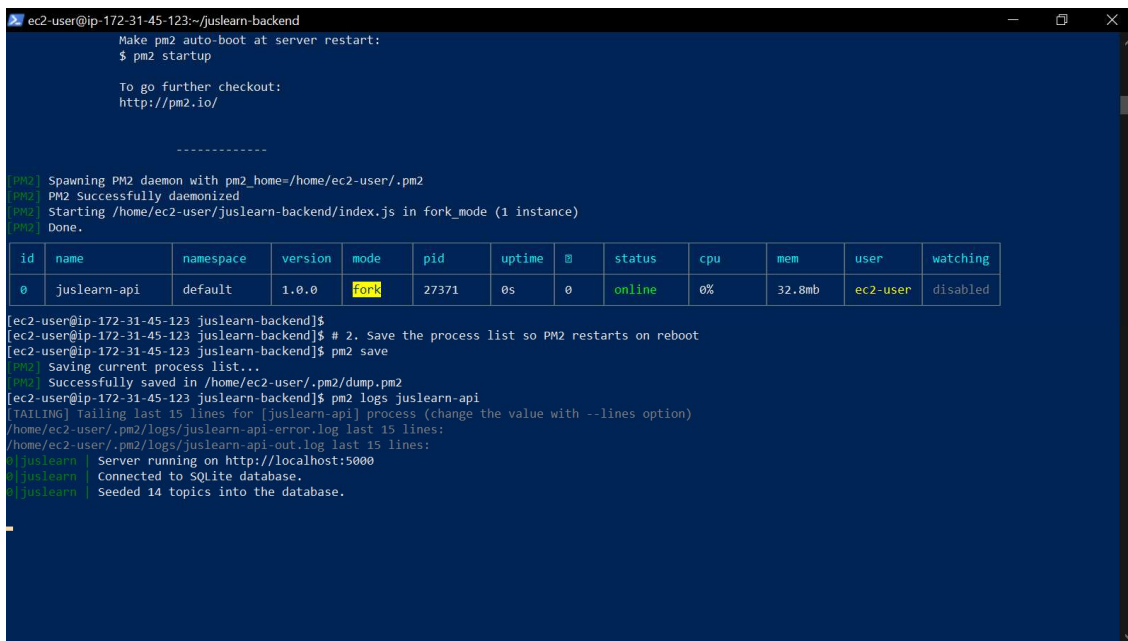 ec2-user@ip-172-31-45-123:~/juslearn-backend
Make pm2 auto-boot at server restart:
$ pm2 startup
To go further checkout:
http://pm2.io/
-------------
[PM2] Spawning PM2 daemon with pm2_home=/home/ec2-user/.pm2
[PM2] PM2 Successfully daemonized
[PM2] Starting /home/ec2-user/juslearn-backend/index.js in fork_mode (1 instance)
[PM2] Done.
id name namespace version mode pid uptime status cpu mem user watching
0 juslearn-api default 1.0.0 fork 27371 0s 0 online 0% 32.8mb ec2-user disabled
[ec2-user@ip-172-31-45-123 juslearn-backend]$
[ec2-user@ip-172-31-45-123 juslearn-backend]$ # 2. Save the process list so PM2 restarts on reboot
[ec2-user@ip-172-31-45-123 juslearn-backend]$ pm2 save
[PM2] Saving current process list...
[PM2] Successfully saved in /home/ec2-user/.pm2/dump.pm2
[ec2-user@ip-172-31-45-123 juslearn-backend]$ pm2 logs juslearn-api
[TAILING] Tailing last 15 lines for [juslearn-api] process (change the value with --lines option)
/home/ec2-user/.pm2/logs/juslearn-api-error.log last 15 lines:
/home/ec2-user/.pm2/logs/juslearn-api-out.log last 15 lines:
0|juslearn | Server running on http://localhost:5000
0|juslearn | Connected to SQLite database.
0|juslearn | Seeded 14 topics into the database.